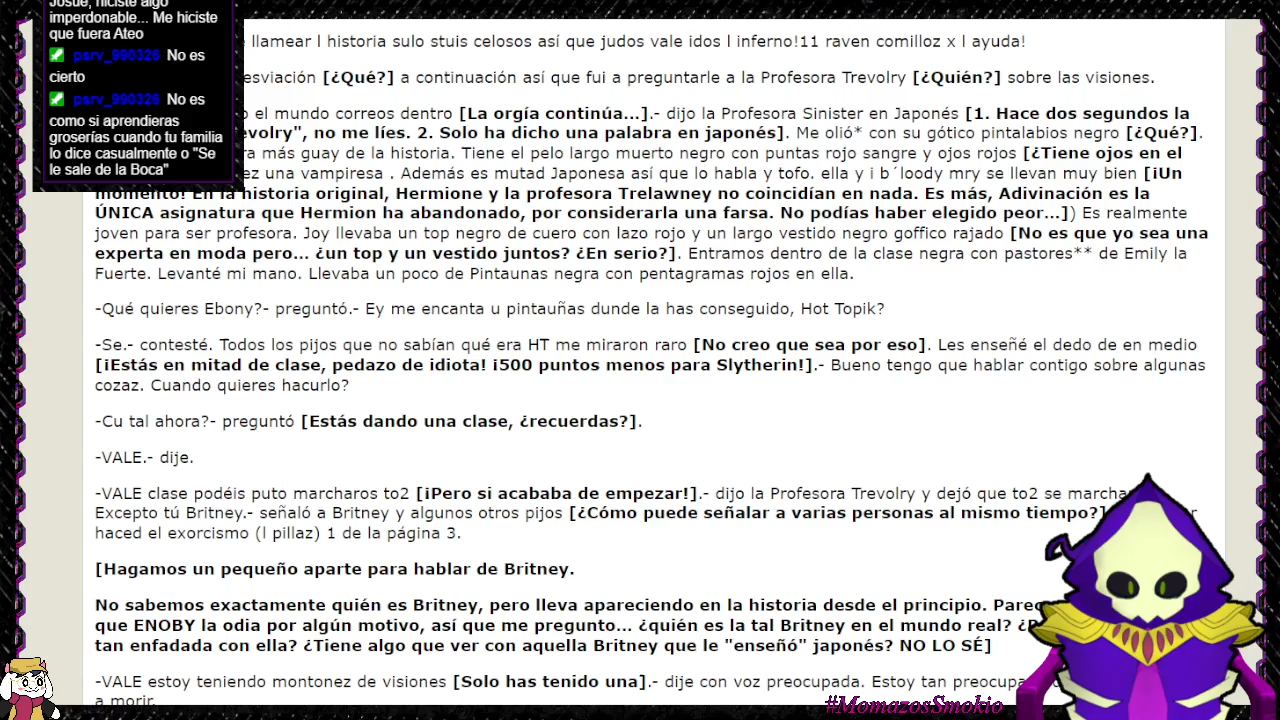 Josue, hiciste algo
imperdonable... Me hiciste
que fuera Ateo
psrv_990326 No es
cierto
psrv_990326 No es
como si aprendieras
groserías cuando tu familia
lo dice casualmente o "Se
le sale de la Boca"
llamear l historia sulo stuis celosos así que judos vale idos l inferno!11 raven comilloz x l ayuda!
esviación [¿Qué?] a continuación así que fui a preguntarle a la Profesora Trevolry [¿Quién?] sobre las visiones.
o el mundo correos dentro [La orgía continúa...].- dijo la Profesora Sinister en Japonés [1. Hace dos segundos la
evolry", no me líes. 2. Solo ha dicho una palabra en japonés]. Me olió* con su gótico pintalabios negro [¿Qué?].
ra más guay de la historia. Tiene el pelo largo muerto negro con puntas rojo sangre y ojos rojos [¿Tiene ojos en el
ez una vampiresa . Además es mutad Japonesa así que lo habla y tofo. ella y i b´loody mry se llevan muy bien [¡Un
momento! En la historia original, Hermione y la profesora Trelawney no coincidían en nada. Es más, Adivinación es la
ÚNICA asignatura que Hermion ha abandonado, por considerarla una farsa. No podías haber elegido peor...]) Es realmente
joven para ser profesora. Joy llevaba un top negro de cuero con lazo rojo y un largo vestido negro goffico rajado [No es que yo sea una
experta en moda pero... ¿un top y un vestido juntos? ¿En serio?]. Entramos dentro de la clase negra con pastores** de Emily la
Fuerte. Levanté mi mano. Llevaba un poco de Pintaunas negra con pentagramas rojos en ella.
-Qué quieres Ebony?- preguntó.- Ey me encanta u pintauñas dunde la has conseguido, Hot Topik?
-Se.- contesté. Todos los pijos que no sabían qué era HT me miraron raro [No creo que sea por eso]. Les enseñé el dedo de en medio
[¡Estás en mitad de clase, pedazo de idiota! ¡500 puntos menos para Slytherin!].- Bueno tengo que hablar contigo sobre algunas
cozaz. Cuando quieres hacurlo?
-Cu tal ahora?- preguntó [Estás dando una clase, ¿recuerdas?].
-VALE.- dije.
-VALE clase podéis puto marcharos to2 [¡Pero si acababa de empezar!].- dijo la Profesora Trevolry y dejó que to2 se march
Excepto tú Britney.- señaló a Britney y algunos otros pijos [¿Cómo puede señalar a varias personas al mismo tiempo?]
haced el exorcismo (l pillaz) 1 de la página 3.
[Hagamos un pequeño aparte para hablar de Britney.
No sabemos exactamente quién es Britney, pero lleva apareciendo en la historia desde el principio.
que ENOBY la odia por algún motivo, así que me pregunto... ¿quién es la tal Britney en el mundo real?
tan enfadada con ella? ¿Tiene algo que ver con aquella Britney que le "enseñó" japonés? NO LO SÉ]
-VALE estoy teniendo montonez de visiones [Solo has tenido una].- dije con voz preocupada. Estoy tan preocupa
a morir.
#MomazosSmokio